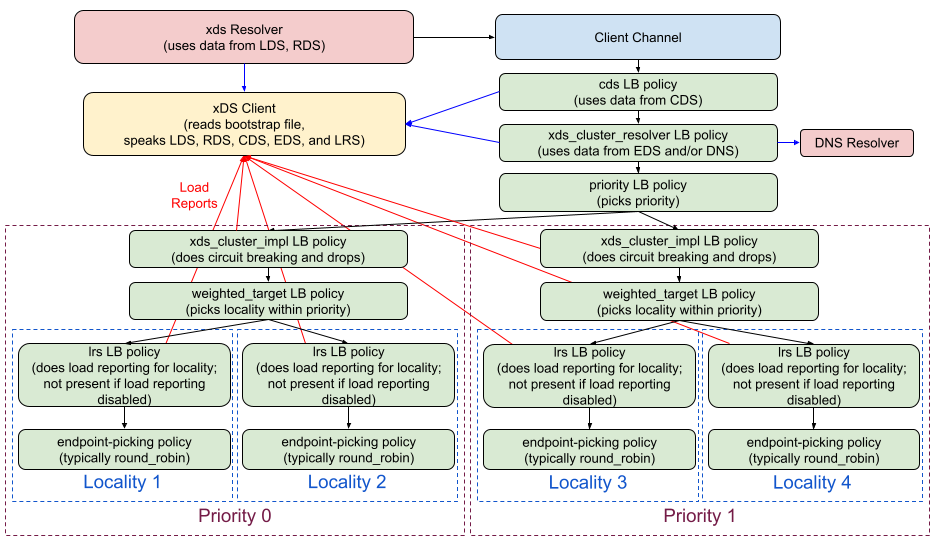 xds Resolver
(uses data from LDS, RDS)
Client Channel
cds LB policy
(uses data from CDS)
xDS Client
(reads bootstrap file,
speaks LDS, RDS, CDS, EDS, and LRS)
xds_cluster_resolver LB policy
(uses data from EDS and/or DNS)
DNS Resolver
priority LB policy
(picks priority)
Load
Reports
xds_cluster_impl LB policy
(does circuit breaking and drops)
xds_cluster_impl LB policy
(does circuit breaking and drops)
weighted_target LB policy
(picks locality within priority)
weighted_target LB policy
(picks locality within priority)
lrs LB policy
(does load reporting for locality;
not present if load reporting
disabled)
lrs LB policy
(does load reporting for locality;
not present if load reporting
disabled)
lrs LB policy
(does load reporting for locality;
not present if load reporting
disabled)
lrs LB policy
(does load reporting for locality;
not present if load reporting
disabled)
endpoint-picking policy
(typically round_robin)
endpoint-picking policy
(typically round_robin)
endpoint-picking policy
(typically round_robin)
endpoint-picking policy
(typically round_robin)
Locality 1
Locality 2
Locality 3
Locality 4
Priority 0
Priority 1